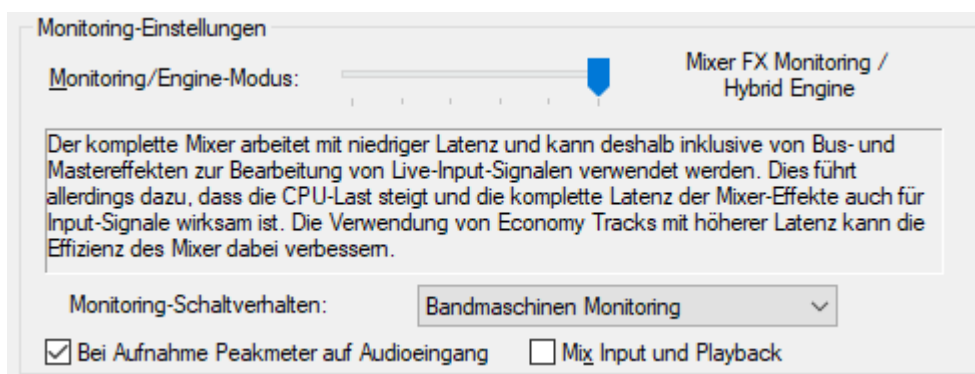 Monitoring-Einstellungen
Monitoring/Engine-Modus:
Mixer FX Monitoring /
Hybrid Engine
Der komplette Mixer arbeitet mit niedriger Latenz und kann deshalb inklusive von Bus- und
Mastereffekten zur Bearbeitung von Live-Input-Signalen verwendet werden. Dies führt
allerdings dazu, dass die CPU-Last steigt und die komplette Latenz der Mixer-Effekte auch für
Input-Signale wirksam ist. Die Verwendung von Economy Tracks mit höherer Latenz kann die
Effizienz des Mixer dabei verbessern.
Monitoring-Schaltverhalten:
Bandmaschinen Monitoring
Bei Aufnahme Peakmeter auf Audioeingang
Mix Input und Playback